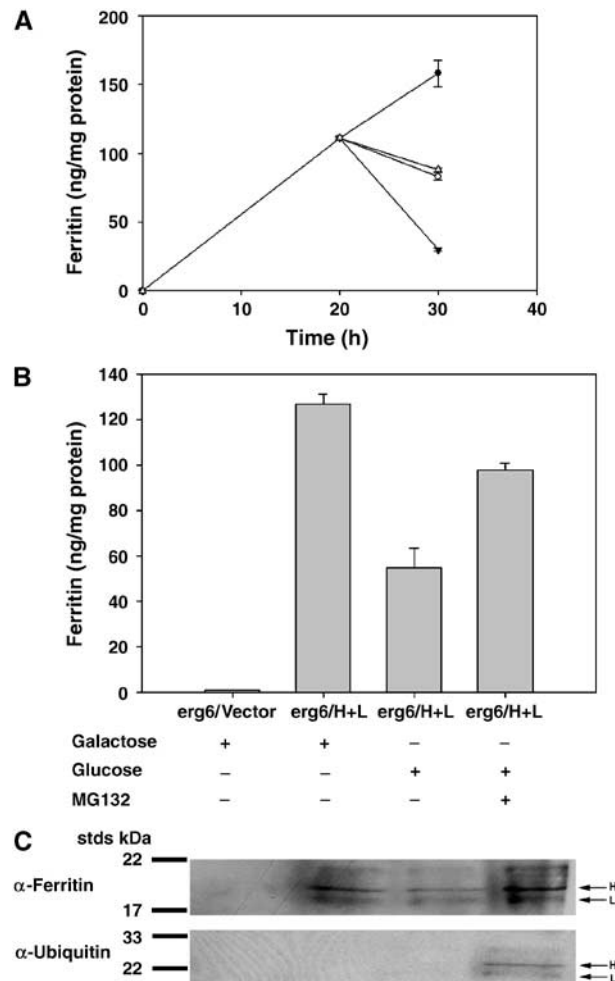 A
200
150
100
50
0
Ferritin (ng/mg protein)
0 10 20 30 40
Time (h)
B
140
120
100
80
60
40
20
0
Ferritin (ng/mg protein)
erg6/Vector erg6/H+L erg6/H+L erg6/H+L
Galactose + + – –
Glucose – – + +
MG132 – – – +
C
stds kDa
22
α-Ferritin
H
L
17
33
α-Ubiquitin
22
H
L